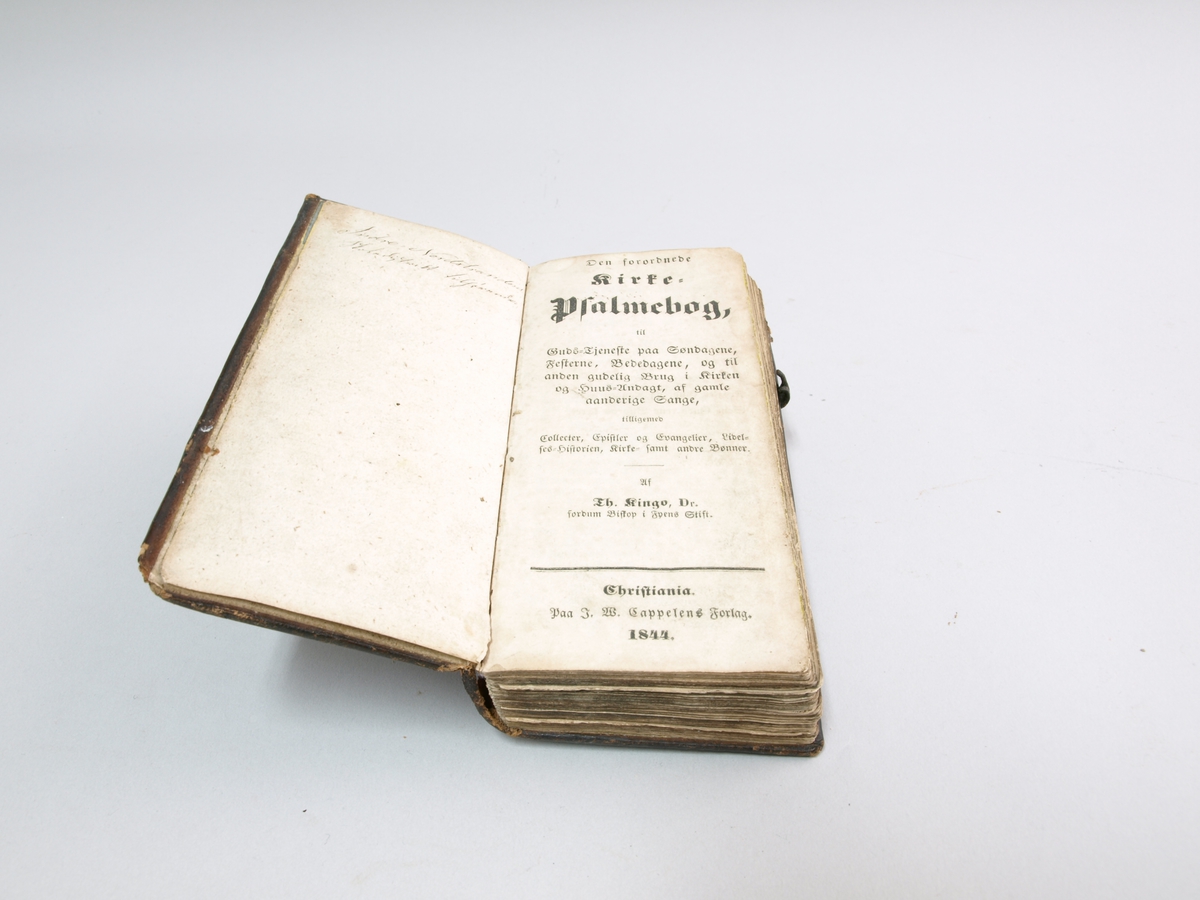 Den forordnede
Kirke-
Psalmebog,
til
Guds-Tjeneste paa Søndagene,
Festerne, Bededagene, og til
anden gudelig Brug i Kirken
og Huus-Andagt, af gamle
aanderige Sange,
tilligemed
Collecter, Epistler og Evangelier, Lidel-
ses-Historien, Kirke- samt andre Bønner.
Af
Th. Kingo, Dr.
fordum Biskop i Fyens Stift.
Christiania.
Paa J. W. Cappelens Forlag.
1844.